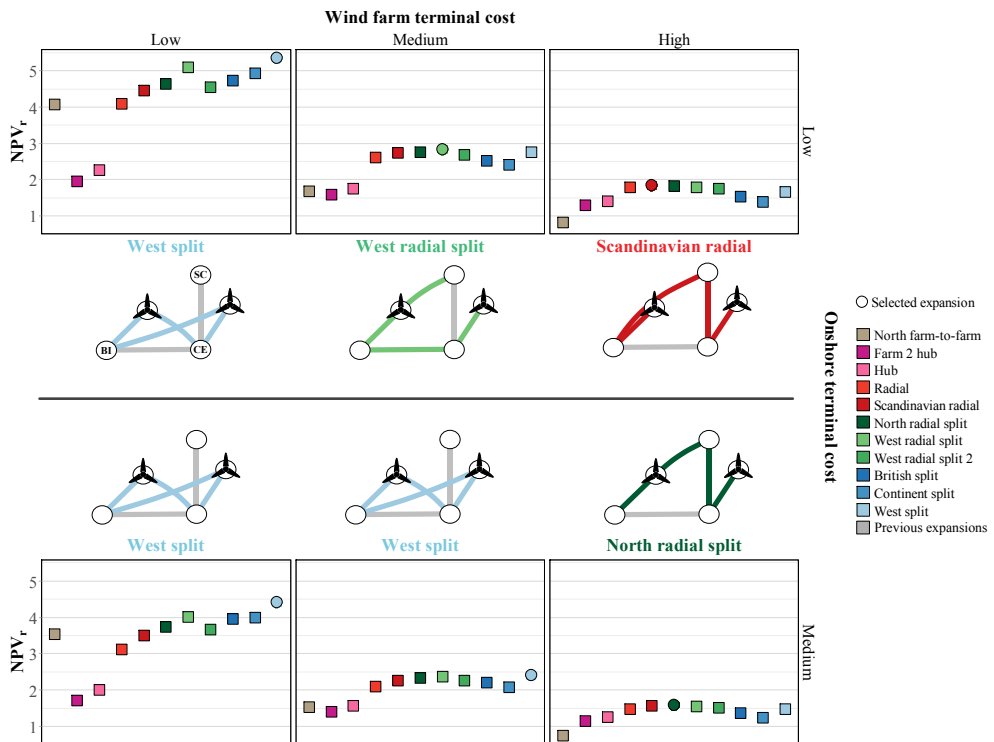 Wind farm terminal cost
Low
Medium
High
NPVr
5
4
3
2
1
Low
West split
West radial split
Scandinavian radial
SC
BI
CE
Onshore terminal cost
Selected expansion
North farm-to-farm
Farm 2 hub
Hub
Radial
Scandinavian radial
North radial split
West radial split
West radial split 2
British split
Continent split
West split
Previous expansions
West split
West split
North radial split
NPVr
5
4
3
2
1
Medium